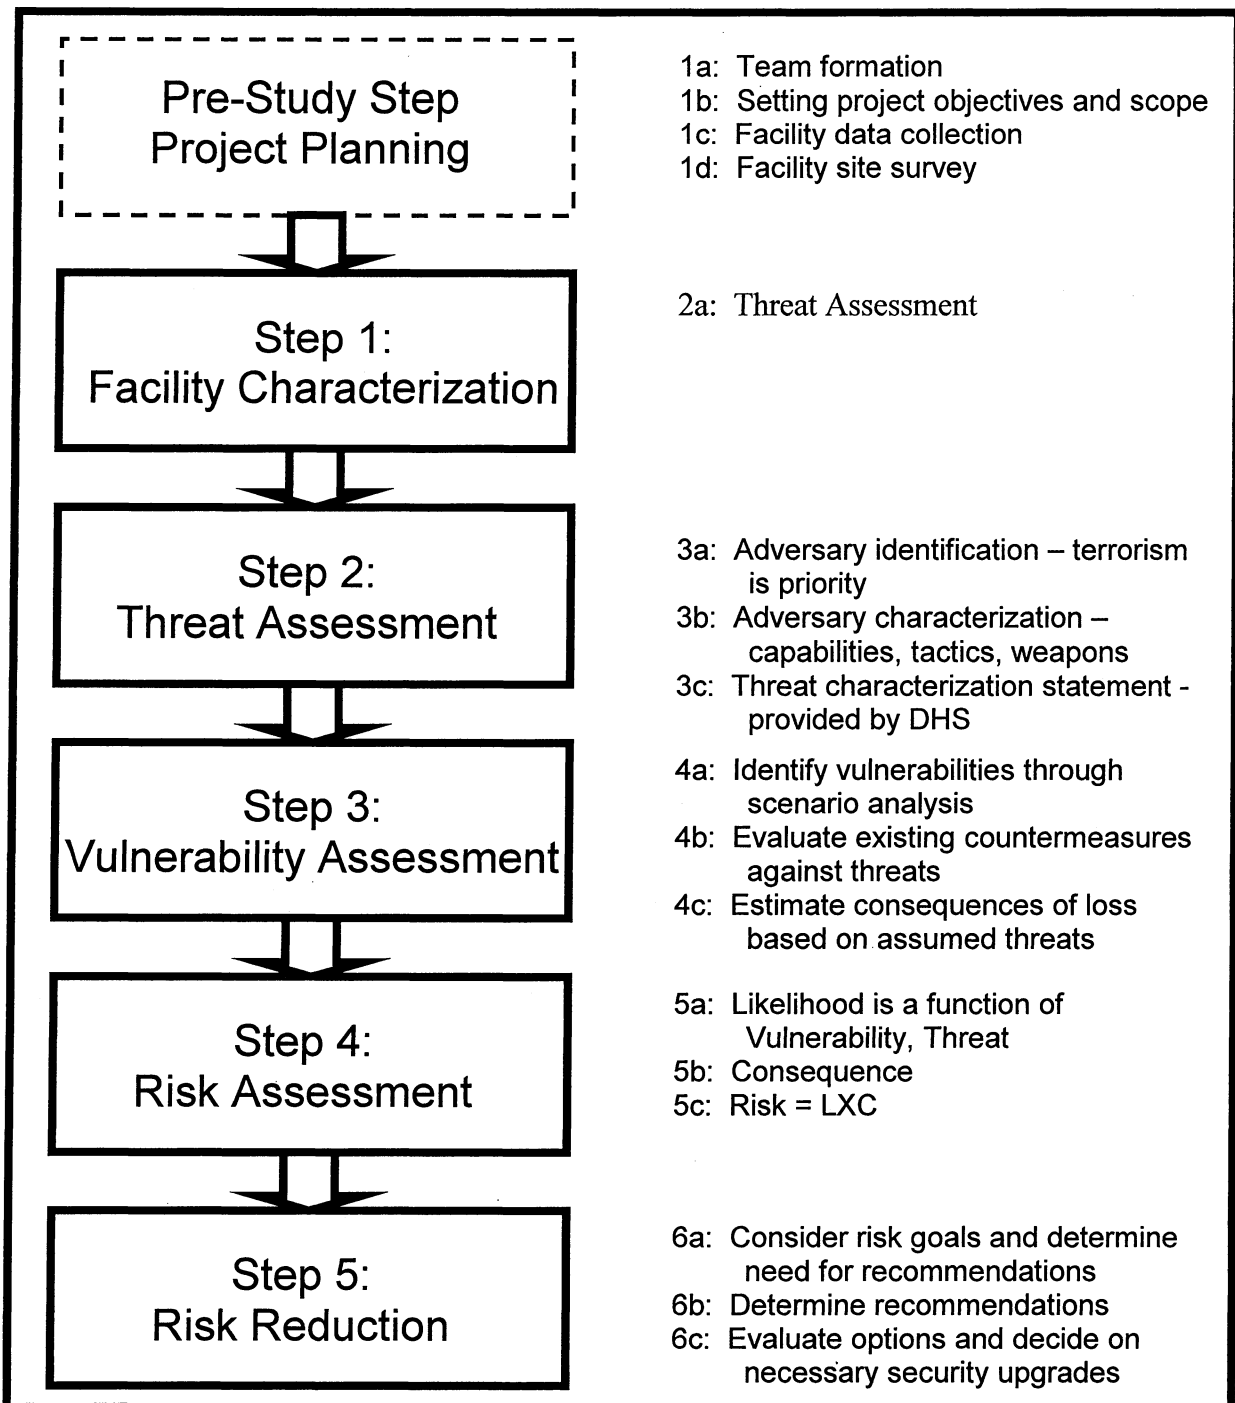 Pre-Study Step
Project Planning
1a: Team formation
1b: Setting project objectives and scope
1c: Facility data collection
1d: Facility site survey
Step 1:
Facility Characterization
2a: Threat Assessment
Step 2:
Threat Assessment
3a: Adversary identification – terrorism
is priority
3b: Adversary characterization –
capabilities, tactics, weapons
3c: Threat characterization statement -
provided by DHS
Step 3:
Vulnerability Assessment
4a: Identify vulnerabilities through
scenario analysis
4b: Evaluate existing countermeasures
against threats
4c: Estimate consequences of loss
based on assumed threats
Step 4:
Risk Assessment
5a: Likelihood is a function of
Vulnerability, Threat
5b: Consequence
5c: Risk = LXC
Step 5:
Risk Reduction
6a: Consider risk goals and determine
need for recommendations
6b: Determine recommendations
6c: Evaluate options and decide on
necessary security upgrades